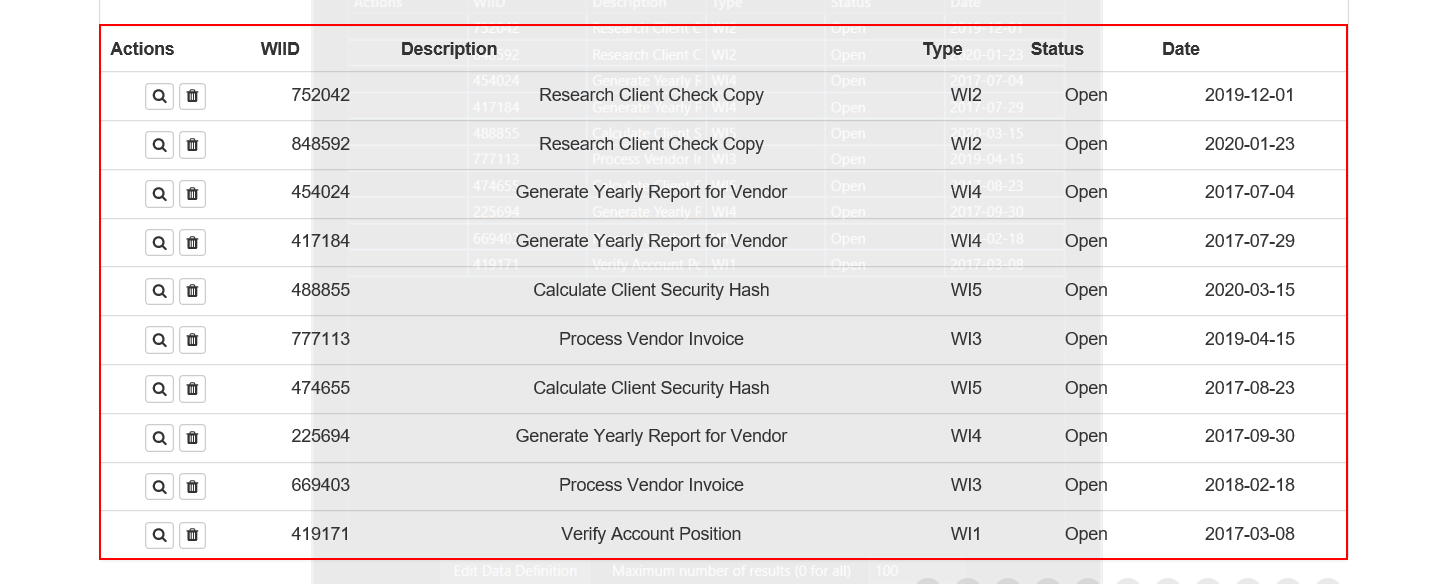 Actions WIID Description Type Status Date
752042 Research Client Check Copy WI2 Open 2019-12-01
848592 Research Client Check Copy WI2 Open 2020-01-23
454024 Generate Yearly Report for Vendor WI4 Open 2017-07-04
417184 Generate Yearly Report for Vendor WI4 Open 2017-07-29
488855 Calculate Client Security Hash WI5 Open 2020-03-15
777113 Process Vendor Invoice WI3 Open 2019-04-15
474655 Calculate Client Security Hash WI5 Open 2017-08-23
225694 Generate Yearly Report for Vendor WI4 Open 2017-09-30
669403 Process Vendor Invoice WI3 Open 2018-02-18
419171 Verify Account Position WI1 Open 2017-03-08
Edit Data Definition Maximum number of results (0 for all) 100